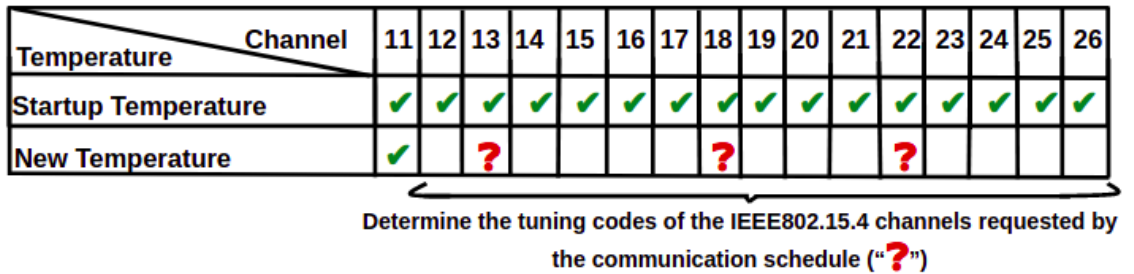 Channel 11 12 13 14 15 16 17 18 19 20 21 22 23 24 25 26
Temperature
Startup Temperature ✔ ✔ ✔ ✔ ✔ ✔ ✔ ✔ ✔ ✔ ✔ ✔ ✔ ✔ ✔ ✔
New Temperature ✔ ? ? ?
Determine the tuning codes of the IEEE802.15.4 channels requested by
the communication schedule (“?”)